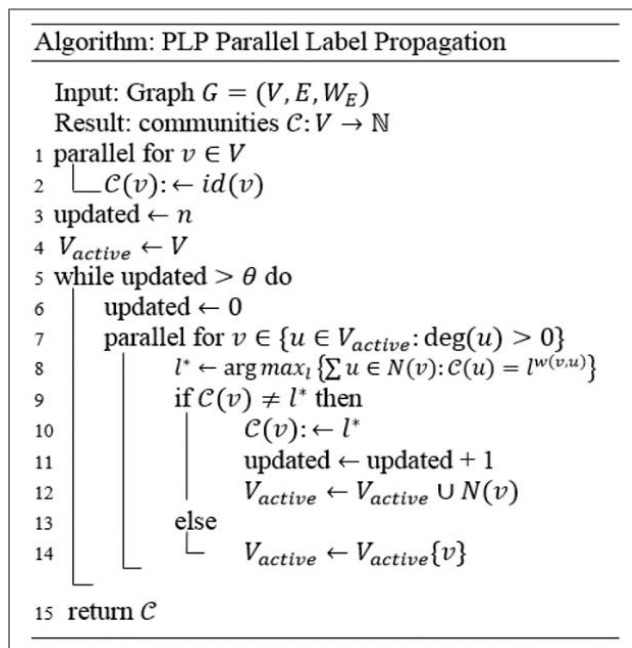 Algorithm: PLP Parallel Label Propagation
Input: Graph G = (V, E, W_E)
Result: communities 𝒞: V → ℕ
1 parallel for v ∈ V
2 𝒞(v): ← id(v)
3 updated ← n
4 V_active ← V
5 while updated > θ do
6 updated ← 0
7 parallel for v ∈ {u ∈ V_active: deg(u) > 0}
8 l* ← arg max_l {∑ u ∈ N(v): 𝒞(u) = l^w(v,u)}
9 if 𝒞(v) ≠ l* then
10 𝒞(v): ← l*
11 updated ← updated + 1
12 V_active ← V_active ∪ N(v)
13 else
14 V_active ← V_active{v}
15 return 𝒞